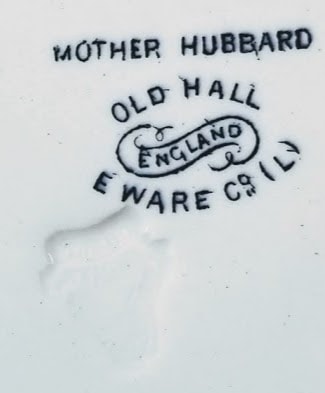 MOTHER HUBBARD
OLD HALL
ENGLAND
E WARE Co (L)